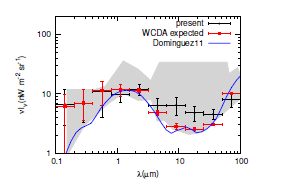 present
WCDA expected
Dominguez11
100
10
1
νIν(nW m-2 sr-1)
0.1 1 10 100
λ(μm)